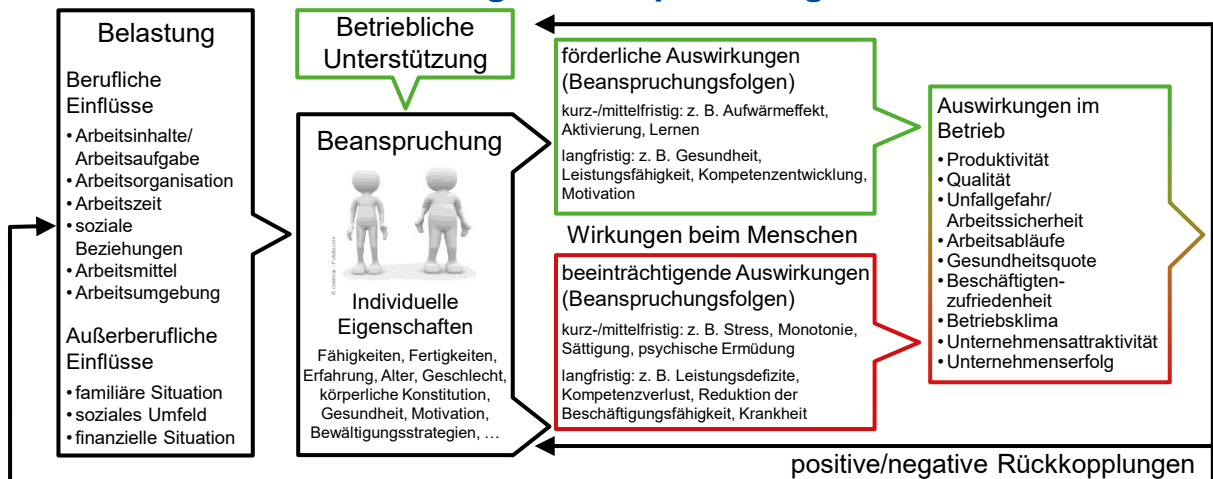 Belastung
Berufliche
Einflüsse
• Arbeitsinhalte/
Arbeitsaufgabe
• Arbeitsorganisation
• Arbeitszeit
• soziale
Beziehungen
• Arbeitsmittel
• Arbeitsumgebung
Außerberufliche
Einflüsse
• familiäre Situation
• soziales Umfeld
• finanzielle Situation
Betriebliche
Unterstützung
Beanspruchung
Individuelle
Eigenschaften
Fähigkeiten, Fertigkeiten,
Erfahrung, Alter, Geschlecht,
körperliche Konstitution,
Gesundheit, Motivation,
Bewältigungsstrategien, …
förderliche Auswirkungen
(Beanspruchungsfolgen)
kurz-/mittelfristig: z. B. Aufwärmeffekt,
Aktivierung, Lernen
langfristig: z. B. Gesundheit,
Leistungsfähigkeit, Kompetenzentwicklung,
Motivation
Wirkungen beim Menschen
beeinträchtigende Auswirkungen
(Beanspruchungsfolgen)
kurz-/mittelfristig: z. B. Stress, Monotonie,
Sättigung, psychische Ermüdung
langfristig: z. B. Leistungsdefizite,
Kompetenzverlust, Reduktion der
Beschäftigungsfähigkeit, Krankheit
Auswirkungen im
Betrieb
• Produktivität
• Qualität
• Unfallgefahr/
Arbeitssicherheit
• Arbeitsabläufe
• Gesundheitsquote
• Beschäftigten-
zufriedenheit
• Betriebsklima
• Unternehmensattraktivität
• Unternehmenserfolg
positive/negative Rückkopplungen